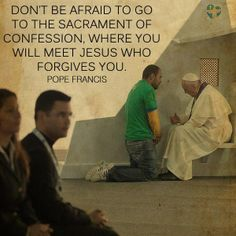 DON'T BE AFRAID TO GO
TO THE SACRAMENT OF
CONFESSION, WHERE YOU
WILL MEET JESUS WHO
FORGIVES YOU.
POPE FRANCIS